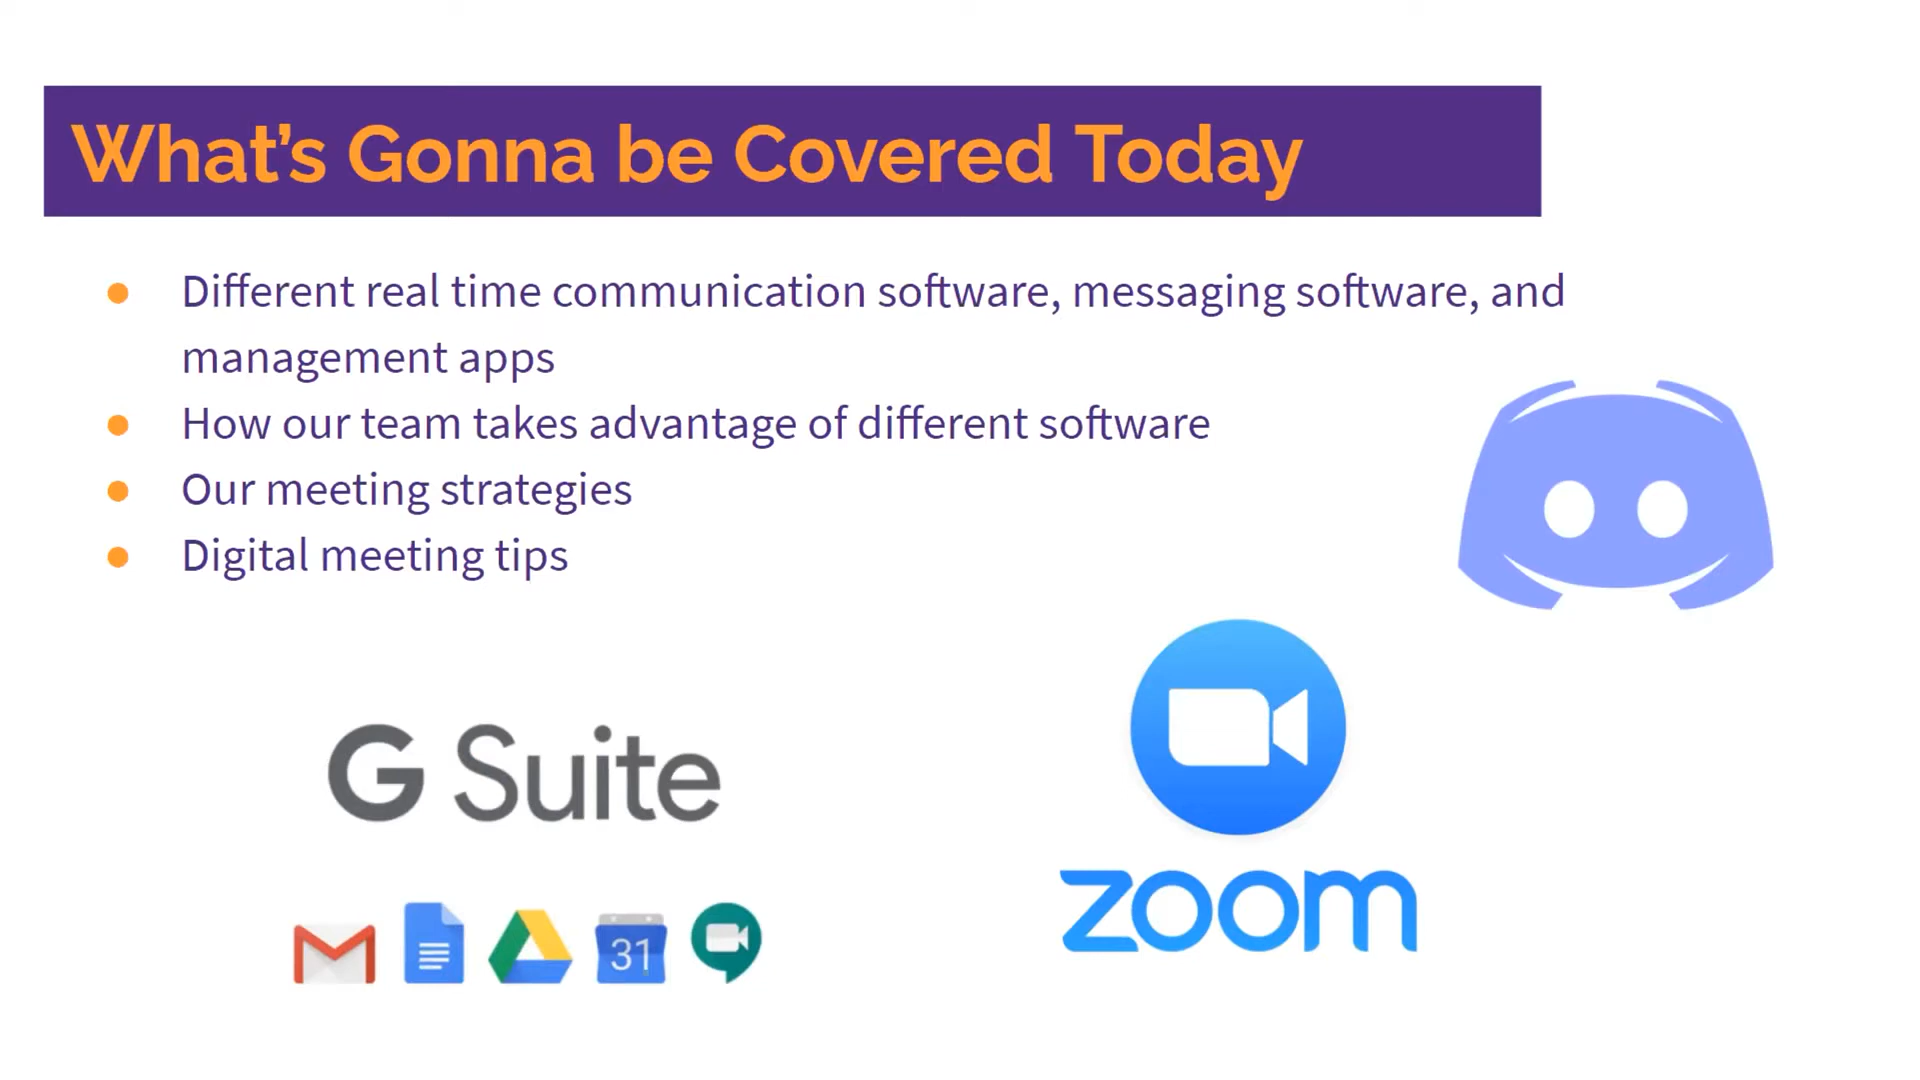 What's Gonna be Covered Today
Different real time communication software, messaging software, and
management apps
How our team takes advantage of different software
Our meeting strategies
Digital meeting tips
G Suite
31
zoom